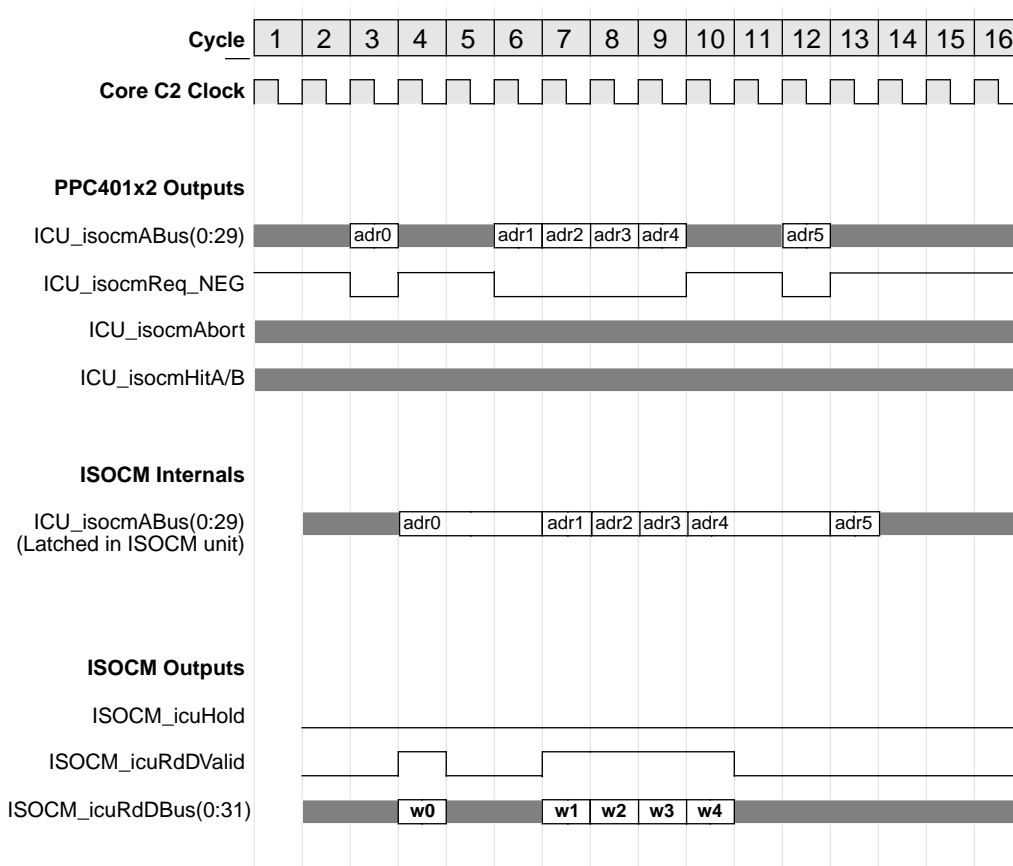 Cycle 1 2 3 4 5 6 7 8 9 10 11 12 13 14 15 16
Core C2 Clock
PPC401x2 Outputs
ICU_isocmABus(0:29) adr0 adr1 adr2 adr3 adr4 adr5
ICU_isocmReq_NEG
ICU_isocmAbort
ICU_isocmHitA/B
ISOCM Internals
ICU_isocmABus(0:29) adr0 adr1 adr2 adr3 adr4 adr5
(Latched in ISOCM unit)
ISOCM Outputs
ISOCM_icuHold
ISOCM_icuRdDValid
ISOCM_icuRdDBus(0:31) w0 w1 w2 w3 w4